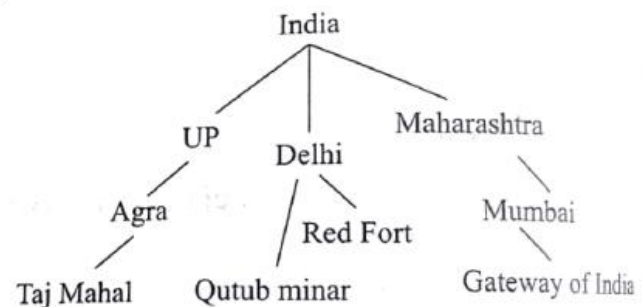 India
UP
Delhi
Maharashtra
Agra
Red Fort
Mumbai
Taj Mahal
Qutub minar
Gateway of India